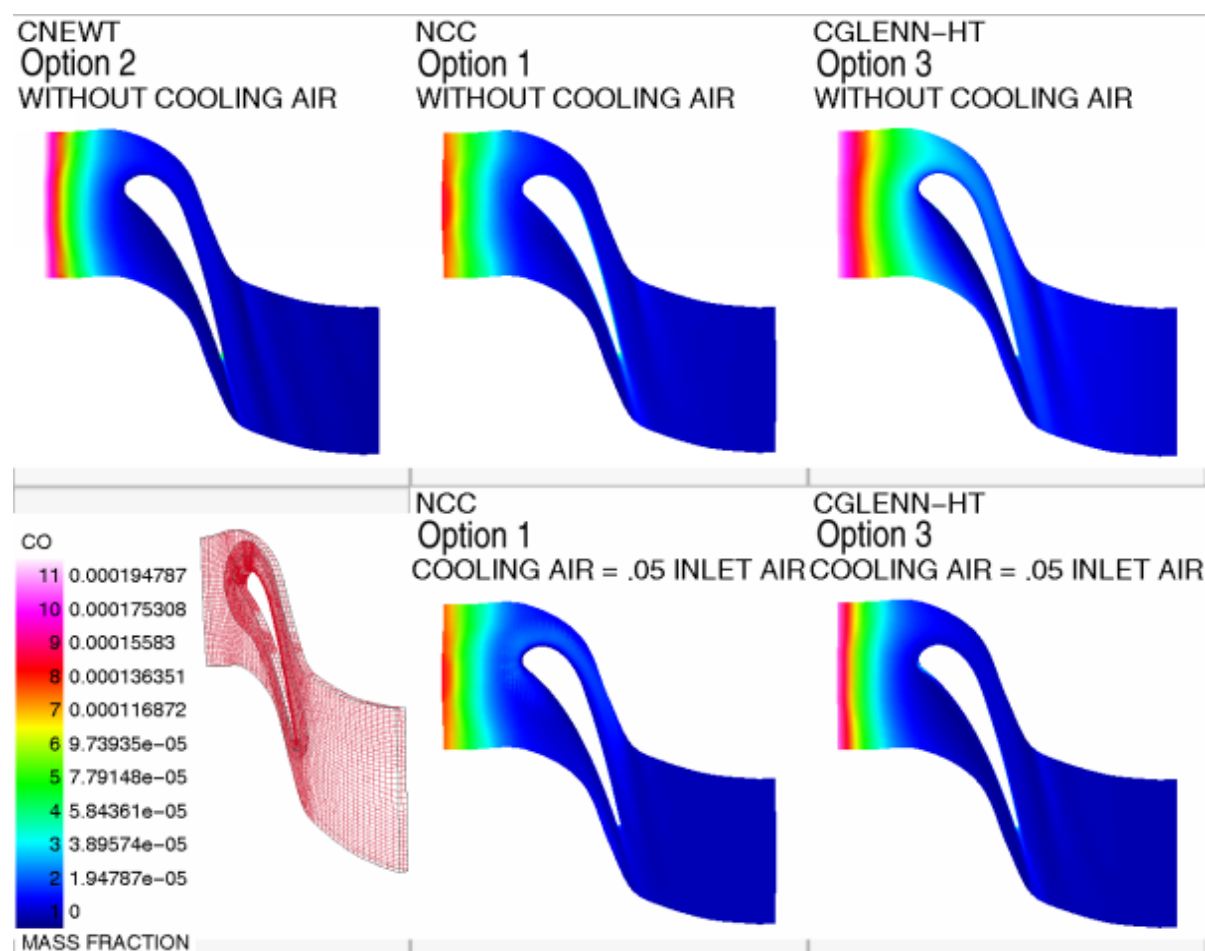 CNEWT
Option 2
WITHOUT COOLING AIR
NCC
Option 1
WITHOUT COOLING AIR
CGLENN-HT
Option 3
WITHOUT COOLING AIR
CO
11 0.000194787
10 0.000175308
9 0.00015583
8 0.000136351
7 0.000116872
6 9.73935e-05
5 7.79148e-05
4 5.84361e-05
3 3.89574e-05
2 1.94787e-05
1 0
MASS FRACTION
NCC
Option 1
COOLING AIR = .05 INLET AIR
CGLENN-HT
Option 3
COOLING AIR = .05 INLET AIR